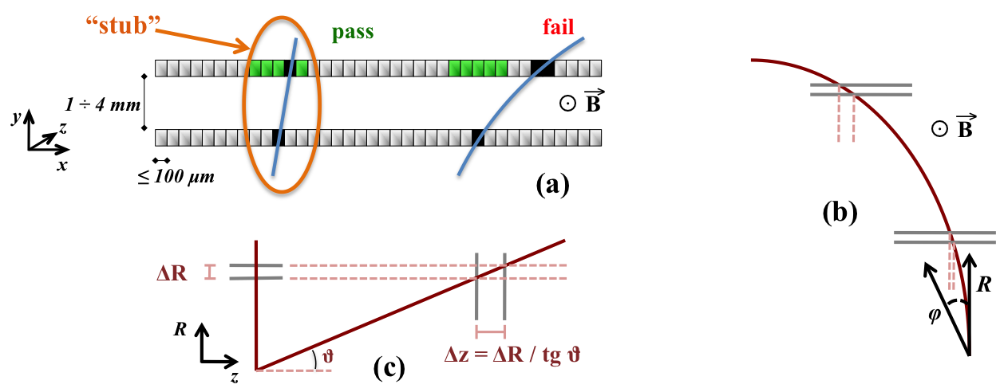 “stub”
pass
fail
1 ÷ 4 mm
B
y
z
x
≤ 100 μm
(a)
B
(b)
R
φ
ΔR
R
z
ϑ
(c)
Δz = ΔR / tg ϑ